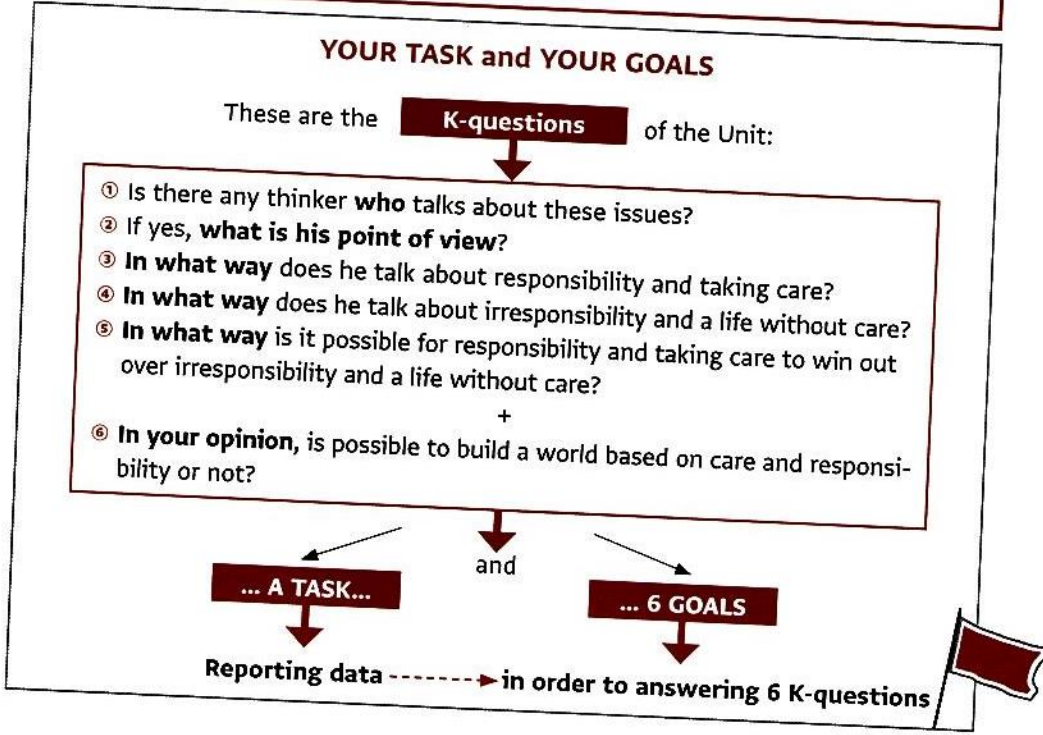 YOUR TASK and YOUR GOALS
These are the K-questions of the Unit:
① Is there any thinker who talks about these issues?
② If yes, what is his point of view?
③ In what way does he talk about responsibility and taking care?
④ In what way does he talk about irresponsibility and a life without care?
⑤ In what way is it possible for responsibility and taking care to win out
over irresponsibility and a life without care?
+
⑥ In your opinion, is possible to build a world based on care and responsi-
bility or not?
and
... A TASK...
... 6 GOALS
Reporting data in order to answering 6 K-questions